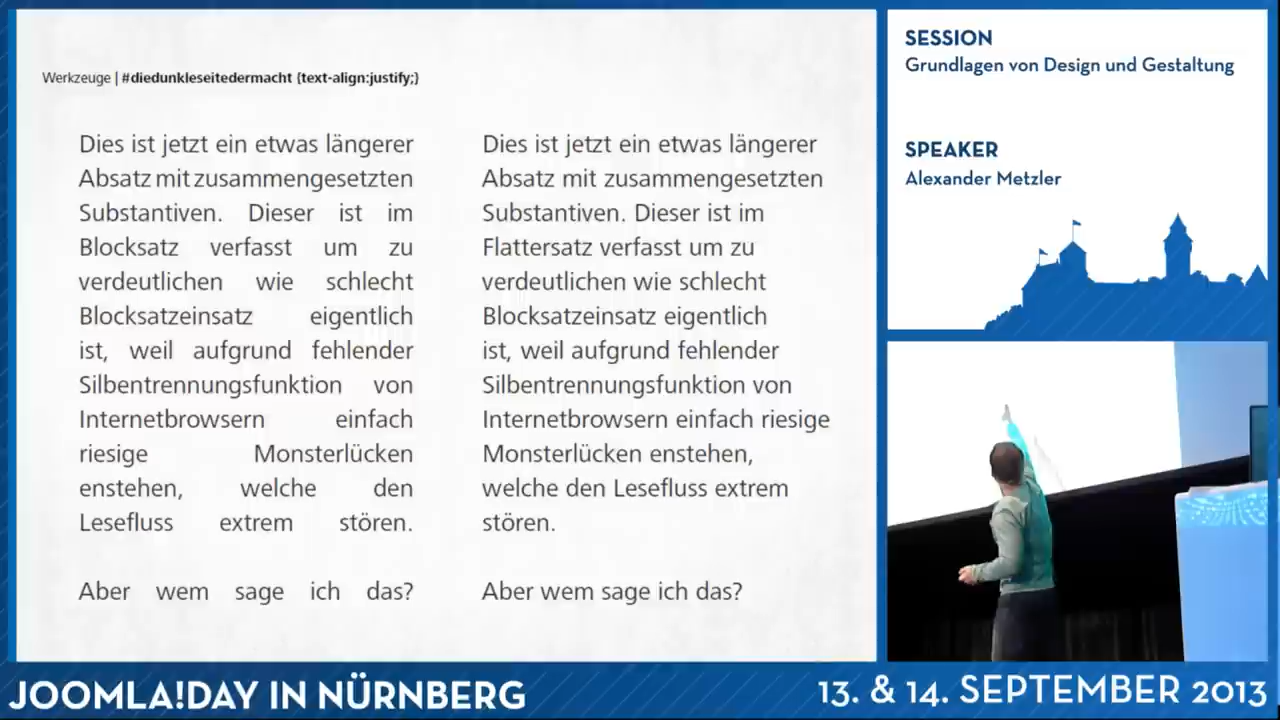 Werkzeuge | #diedunkleseitedermacht {text-align:justify;}
Dies ist jetzt ein etwas längerer
Absatz mit zusammengesetzten
Substantiven. Dieser ist im
Blocksatz verfasst um zu
verdeutlichen wie schlecht
Blocksatzeinsatz eigentlich
ist, weil aufgrund fehlender
Silbentrennungsfunktion von
Internetbrowsern einfach
riesige Monsterlücken
enstehen, welche den
Lesefluss extrem stören.
Aber wem sage ich das?
Dies ist jetzt ein etwas längerer
Absatz mit zusammengesetzten
Substantiven. Dieser ist im
Flattersatz verfasst um zu
verdeutlichen wie schlecht
Blocksatzeinsatz eigentlich
ist, weil aufgrund fehlender
Silbentrennungsfunktion von
Internetbrowsern einfach riesige
Monsterlücken enstehen,
welche den Lesefluss extrem
stören.
Aber wem sage ich das?
SESSION
Grundlagen von Design und Gestaltung
SPEAKER
Alexander Metzler
JOOMLA!DAY IN NÜRNBERG
13. & 14. SEPTEMBER 2013